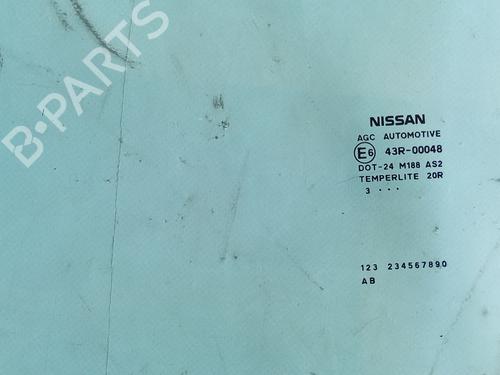 B-PARTS
NISSAN
AGC AUTOMOTIVE
E6 43R-00048
DOT-24 M188 AS2
TEMPERLITE 20R
3 ...
123 234567890
AB